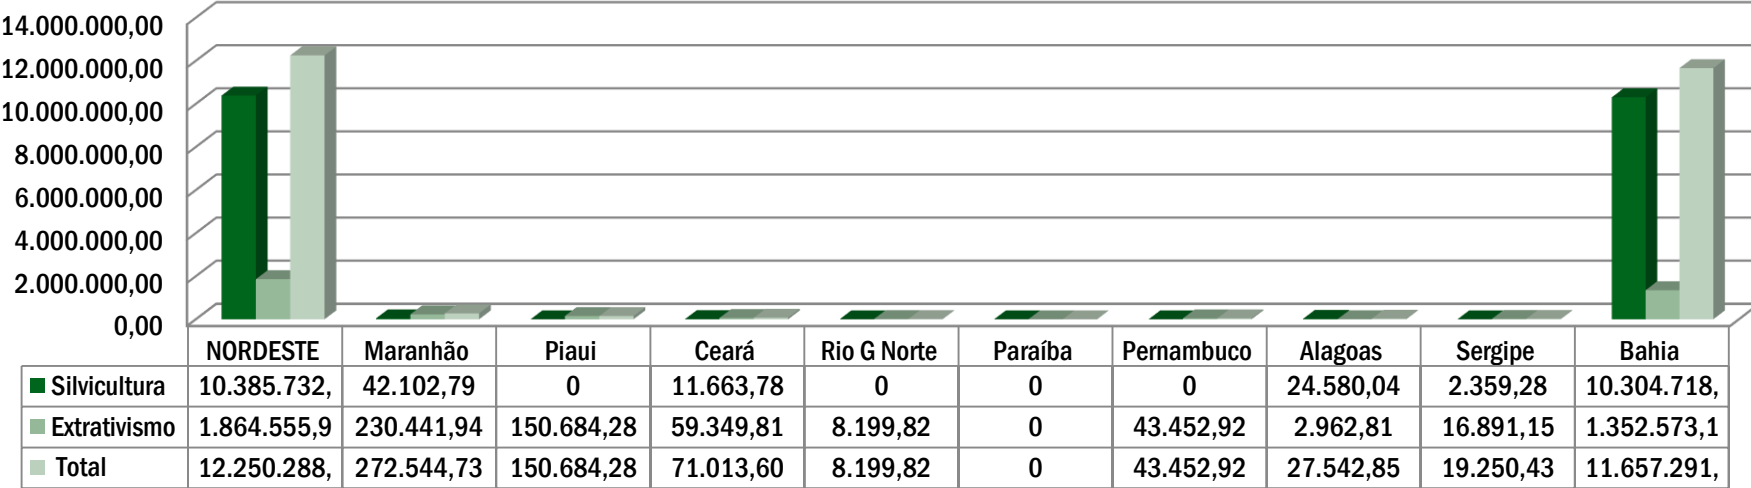 14.000.000,00
12.000.000,00
10.000.000,00
8.000.000,00
6.000.000,00
4.000.000,00
2.000.000,00
0,00
NORDESTE Maranhão Piaui Ceará Rio G Norte Paraíba Pernambuco Alagoas Sergipe Bahia
Silvicultura 10.385.732, 42.102,79 0 11.663,78 0 0 0 24.580,04 2.359,28 10.304.718,
Extrativismo 1.864.555,9 230.441,94 150.684,28 59.349,81 8.199,82 0 43.452,92 2.962,81 16.891,15 1.352.573,1
Total 12.250.288, 272.544,73 150.684,28 71.013,60 8.199,82 0 43.452,92 27.542,85 19.250,43 11.657.291,